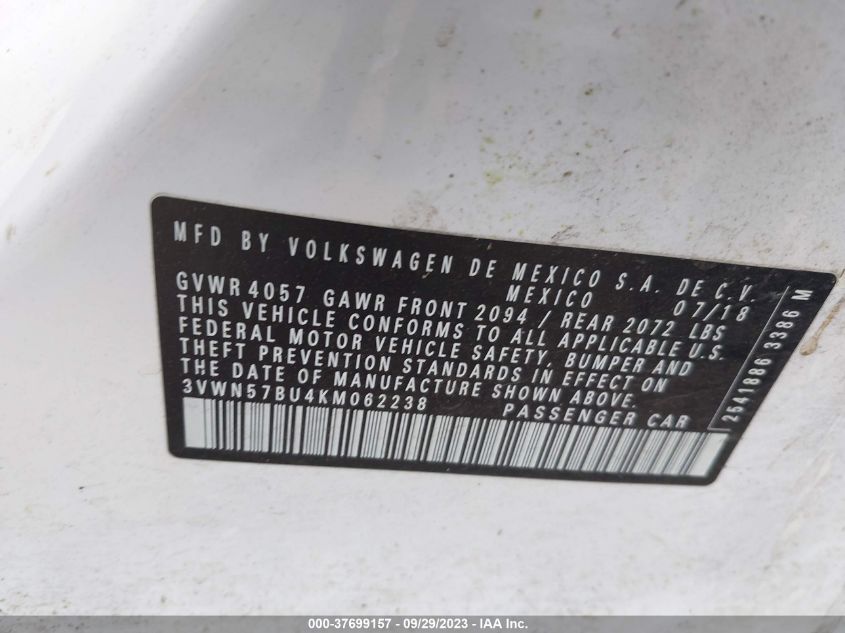 MFD BY VOLKSWAGEN DE MEXICO S.A. DE C.V.
MEXICO 07/18
GVWR 4057 GAWR FRONT 2094 / REAR 2072 LBS
THIS VEHICLE CONFORMS TO ALL APPLICABLE U.S.
FEDERAL MOTOR VEHICLE SAFETY, BUMPER AND
THEFT PREVENTION STANDARDS IN EFFECT ON
THE DATE OF MANUFACTURE SHOWN ABOVE.
3VWN57BU4KM062238 PASSENGER CAR
2541886 3386 M
000-37699157 - 09/29/2023 - IAA Inc.